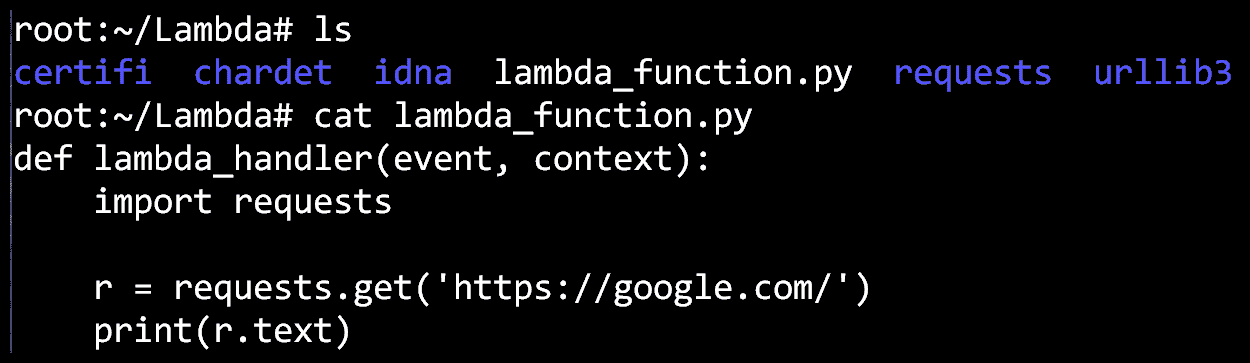 root:~/Lambda# ls
certifi  chardet  idna  lambda_function.py  requests  urllib3
root:~/Lambda# cat lambda_function.py
def lambda_handler(event, context):
    import requests

    r = requests.get('https://google.com/')
    print(r.text)